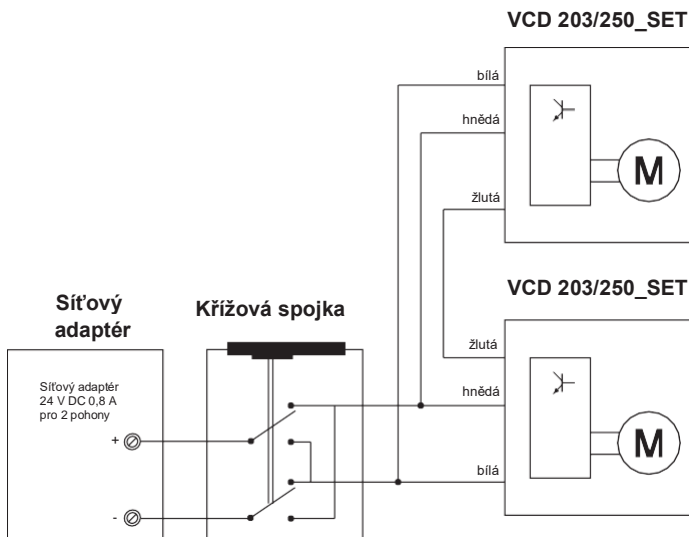 VCD 203/250_SET
bílá
hnědá
M
žlutá
VCD 203/250_SET
Síťový
adaptér
Křížová spojka
žlutá
Síťový adaptér
24 V DC 0,8 A
pro 2 pohony
hnědá
+
M
bílá
-